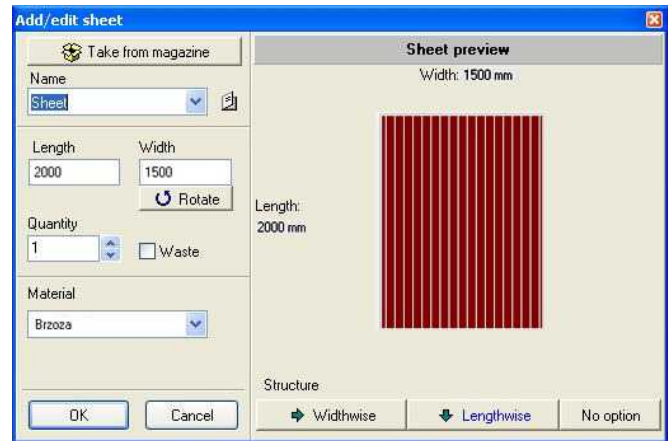 Add/edit sheet
Take from magazine
Name
Sheet
Length Width
2000 1500
Rotate
Quantity
1 Waste
Material
Brzoza
OK Cancel
Sheet preview
Width: 1500 mm
Length:
2000 mm
Structure
Widthwise Lengthwise No option